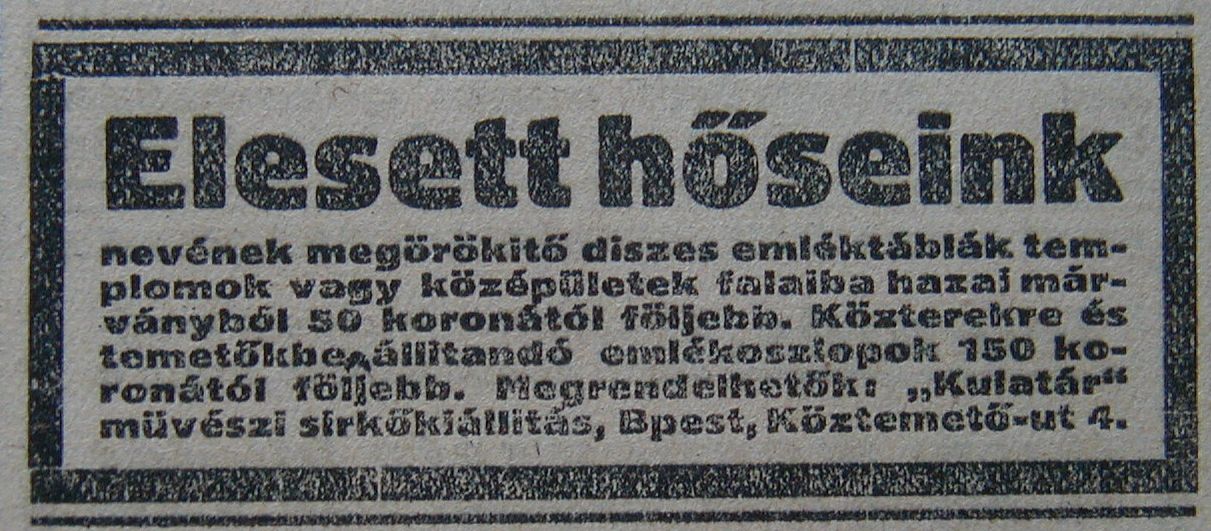 Elesett hőseink
nevének megörökitő diszes emléktáblák tem-
plomok vagy középületek falaiba hazai már-
ványból 50 koronától följebb. Közterekre és
temetőkbe állitandó emlékoszlopok 150 ko-
ronától följebb. Megrendelhetők: „Kulatár“
müvészi sirkőkiállitás, Bpest, Köztemető-ut 4.